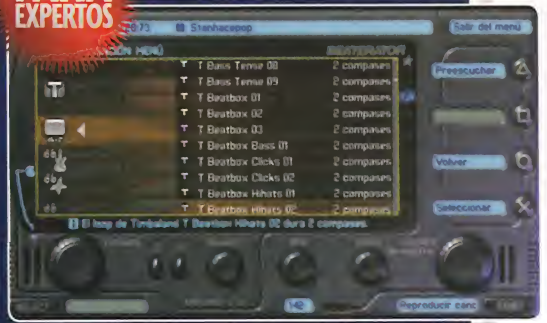 EXPERTOS
Stenhacepop
Salir del menú
MENÚ
BEATERATOR
T Bass Tense 08 2 compases
T Bass Tense 09 2 compases
T Beatbox 01 2 compases
T Beatbox 02 2 compases
T Beatbox 03 2 compases
T Beatbox Bass 01 2 compases
T Beatbox Clicks 01 2 compases
T Beatbox Clicks 02 2 compases
T Beatbox Hihats 01 2 compases
T Beatbox Hihats 02 2 compases
Preescuchar
Volver
Seleccionar
El loop de Timbaland T Beatbox Hihats 02 dura 2 compases.
142
Reproducir canc